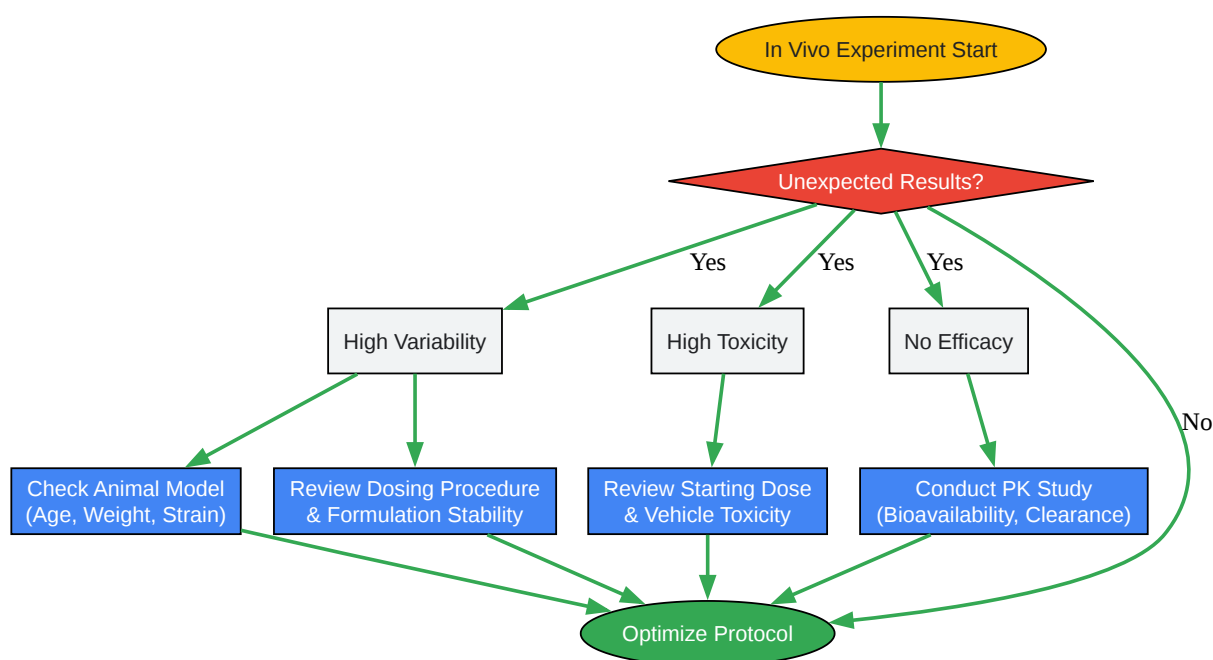 In Vivo Experiment Start
Unexpected Results?
Yes
Yes
Yes
High Variability
High Toxicity
No Efficacy
No
Check Animal Model
(Age, Weight, Strain)
Review Dosing Procedure
& Formulation Stability
Review Starting Dose
& Vehicle Toxicity
Conduct PK Study
(Bioavailability, Clearance)
Optimize Protocol